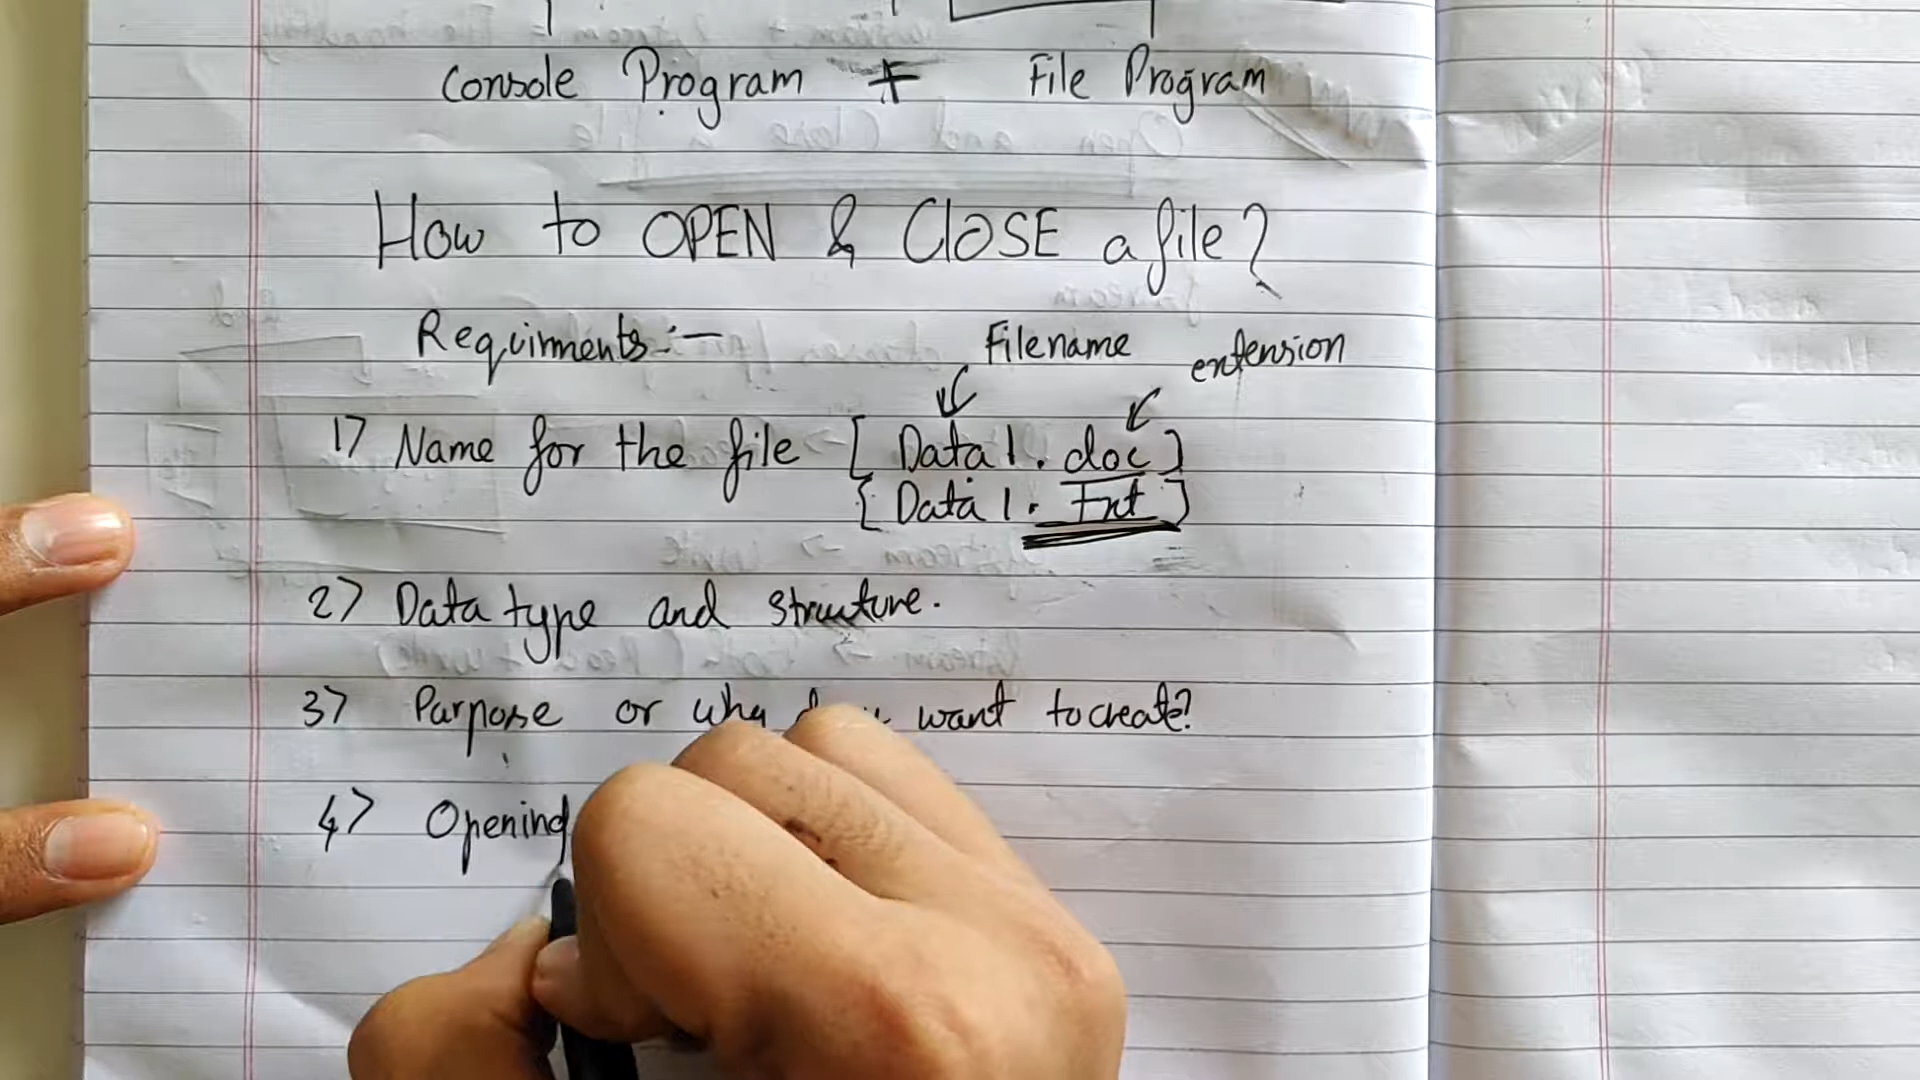 Console Program + File Program
How to OPEN & ClOSE a file?
Requirments :-
Filename extension
1) Name for the file [ Data1. doc ]
[ Data1. txt ]
2) Data type and structure.
3) Purpose or why want to create?
4) Opening